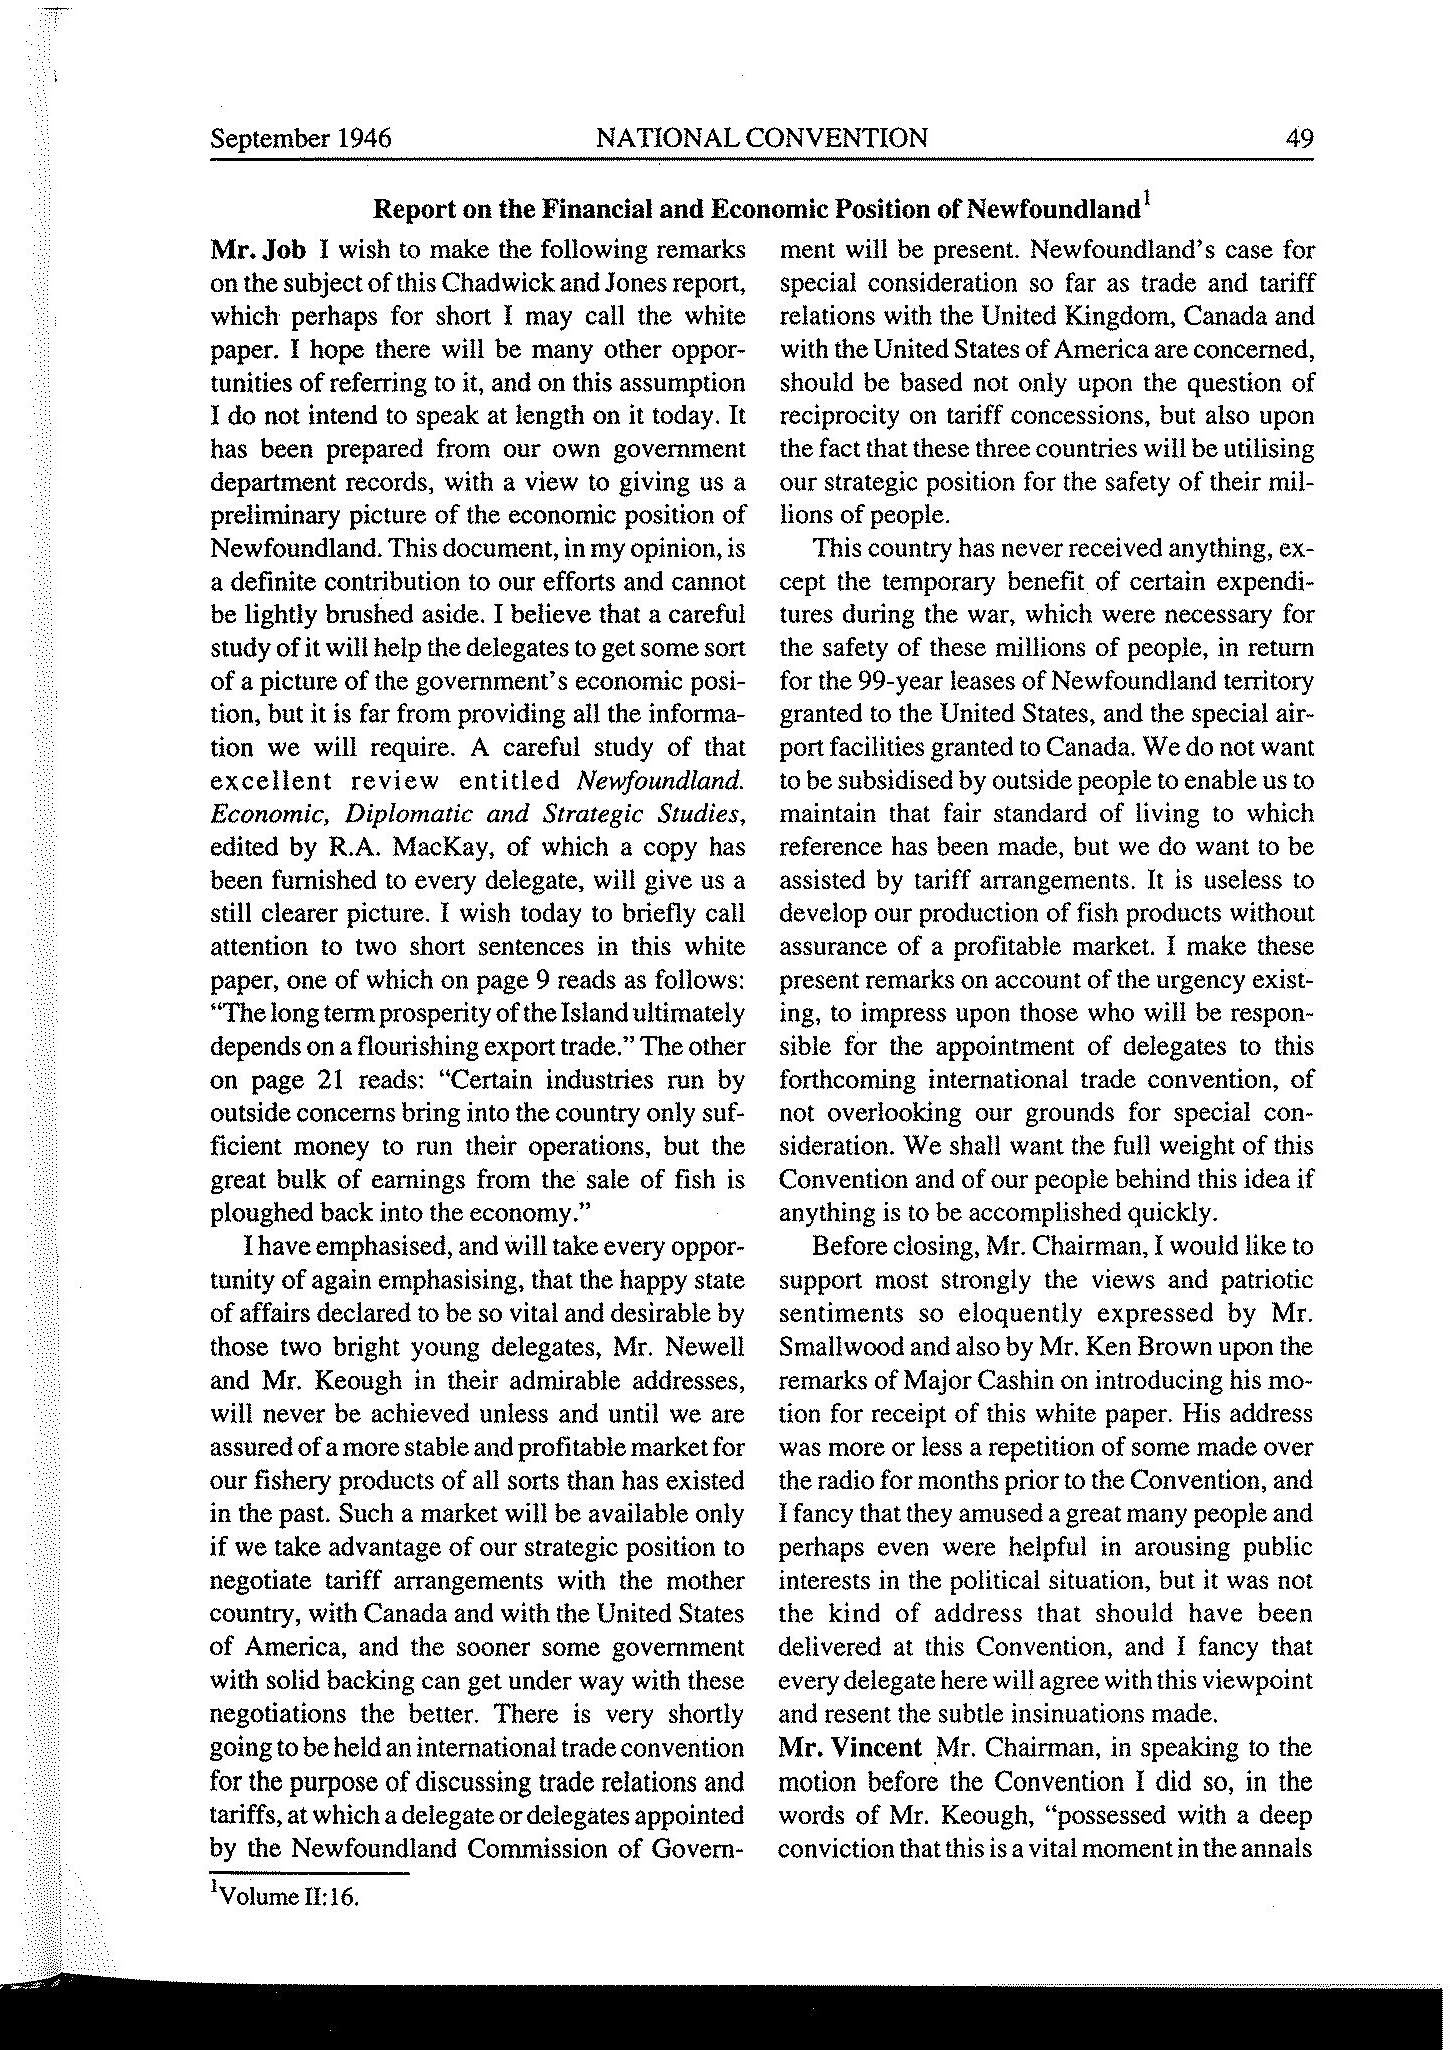 September 1946
NATIONAL CONVENTION
49
Report on the Financial and Economic Position of Newfoundland¹
Mr. Job I wish to make the following remarks
on the subject of this Chadwick and Jones report,
which perhaps for short I may call the white
paper. I hope there will be many other oppor-
tunities of referring to it, and on this assumption
I do not intend to speak at length on it today. It
has been prepared from our own government
department records, with a view to giving us a
preliminary picture of the economic position of
Newfoundland. This document, in my opinion, is
a definite contribution to our efforts and cannot
be lightly brushed aside. I believe that a careful
study of it will help the delegates to get some sort
of a picture of the government's economic posi-
tion, but it is far from providing all the informa-
tion we will require. A careful study of that
excellent review entitled Newfoundland.
Economic, Diplomatic and Strategic Studies,
edited by R.A. MacKay, of which a copy has
been furnished to every delegate, will give us a
still clearer picture. I wish today to briefly call
attention to two short sentences in this white
paper, one of which on page 9 reads as follows:
"The long term prosperity of the Island ultimately
depends on a flourishing export trade." The other
on page 21 reads: "Certain industries run by
outside concerns bring into the country only suf-
ficient money to run their operations, but the
great bulk of earnings from the sale of fish is
ploughed back into the economy."
I have emphasised, and will take every oppor-
tunity of again emphasising, that the happy state
of affairs declared to be so vital and desirable by
those two bright young delegates, Mr. Newell
and Mr. Keough in their admirable addresses,
will never be achieved unless and until we are
assured of a more stable and profitable market for
our fishery products of all sorts than has existed
in the past. Such a market will be available only
if we take advantage of our strategic position to
negotiate tariff arrangements with the mother
country, with Canada and with the United States
of America, and the sooner some government
with solid backing can get under way with these
negotiations the better. There is very shortly
going to be held an international trade convention
for the purpose of discussing trade relations and
tariffs, at which a delegate or delegates appointed
by the Newfoundland Commission of Govern-
ment will be present. Newfoundland's case for
special consideration so far as trade and tariff
relations with the United Kingdom, Canada and
with the United States of America are concerned,
should be based not only upon the question of
reciprocity on tariff concessions, but also upon
the fact that these three countries will be utilising
our strategic position for the safety of their mil-
lions of people.
This country has never received anything, ex-
cept the temporary benefit of certain expendi-
tures during the war, which were necessary for
the safety of these millions of people, in return
for the 99-year leases of Newfoundland territory
granted to the United States, and the special air-
port facilities granted to Canada. We do not want
to be subsidised by outside people to enable us to
maintain that fair standard of living to which
reference has been made, but we do want to be
assisted by tariff arrangements. It is useless to
develop our production of fish products without
assurance of a profitable market. I make these
present remarks on account of the urgency exist-
ing, to impress upon those who will be respon-
sible for the appointment of delegates to this
forthcoming international trade convention, of
not overlooking our grounds for special con-
sideration. We shall want the full weight of this
Convention and of our people behind this idea if
anything is to be accomplished quickly.
Before closing, Mr. Chairman, I would like to
support most strongly the views and patriotic
sentiments so eloquently expressed by Mr.
Smallwood and also by Mr. Ken Brown upon the
remarks of Major Cashin on introducing his mo-
tion for receipt of this white paper. His address
was more or less a repetition of some made over
the radio for months prior to the Convention, and
I fancy that they amused a great many people and
perhaps even were helpful in arousing public
interests in the political situation, but it was not
the kind of address that should have been
delivered at this Convention, and I fancy that
every delegate here will agree with this viewpoint
and resent the subtle insinuations made.
Mr. Vincent Mr. Chairman, in speaking to the
motion before the Convention I did so, in the
words of Mr. Keough, "possessed with a deep
conviction that this is a vital moment in the annals
¹Volume II:16.